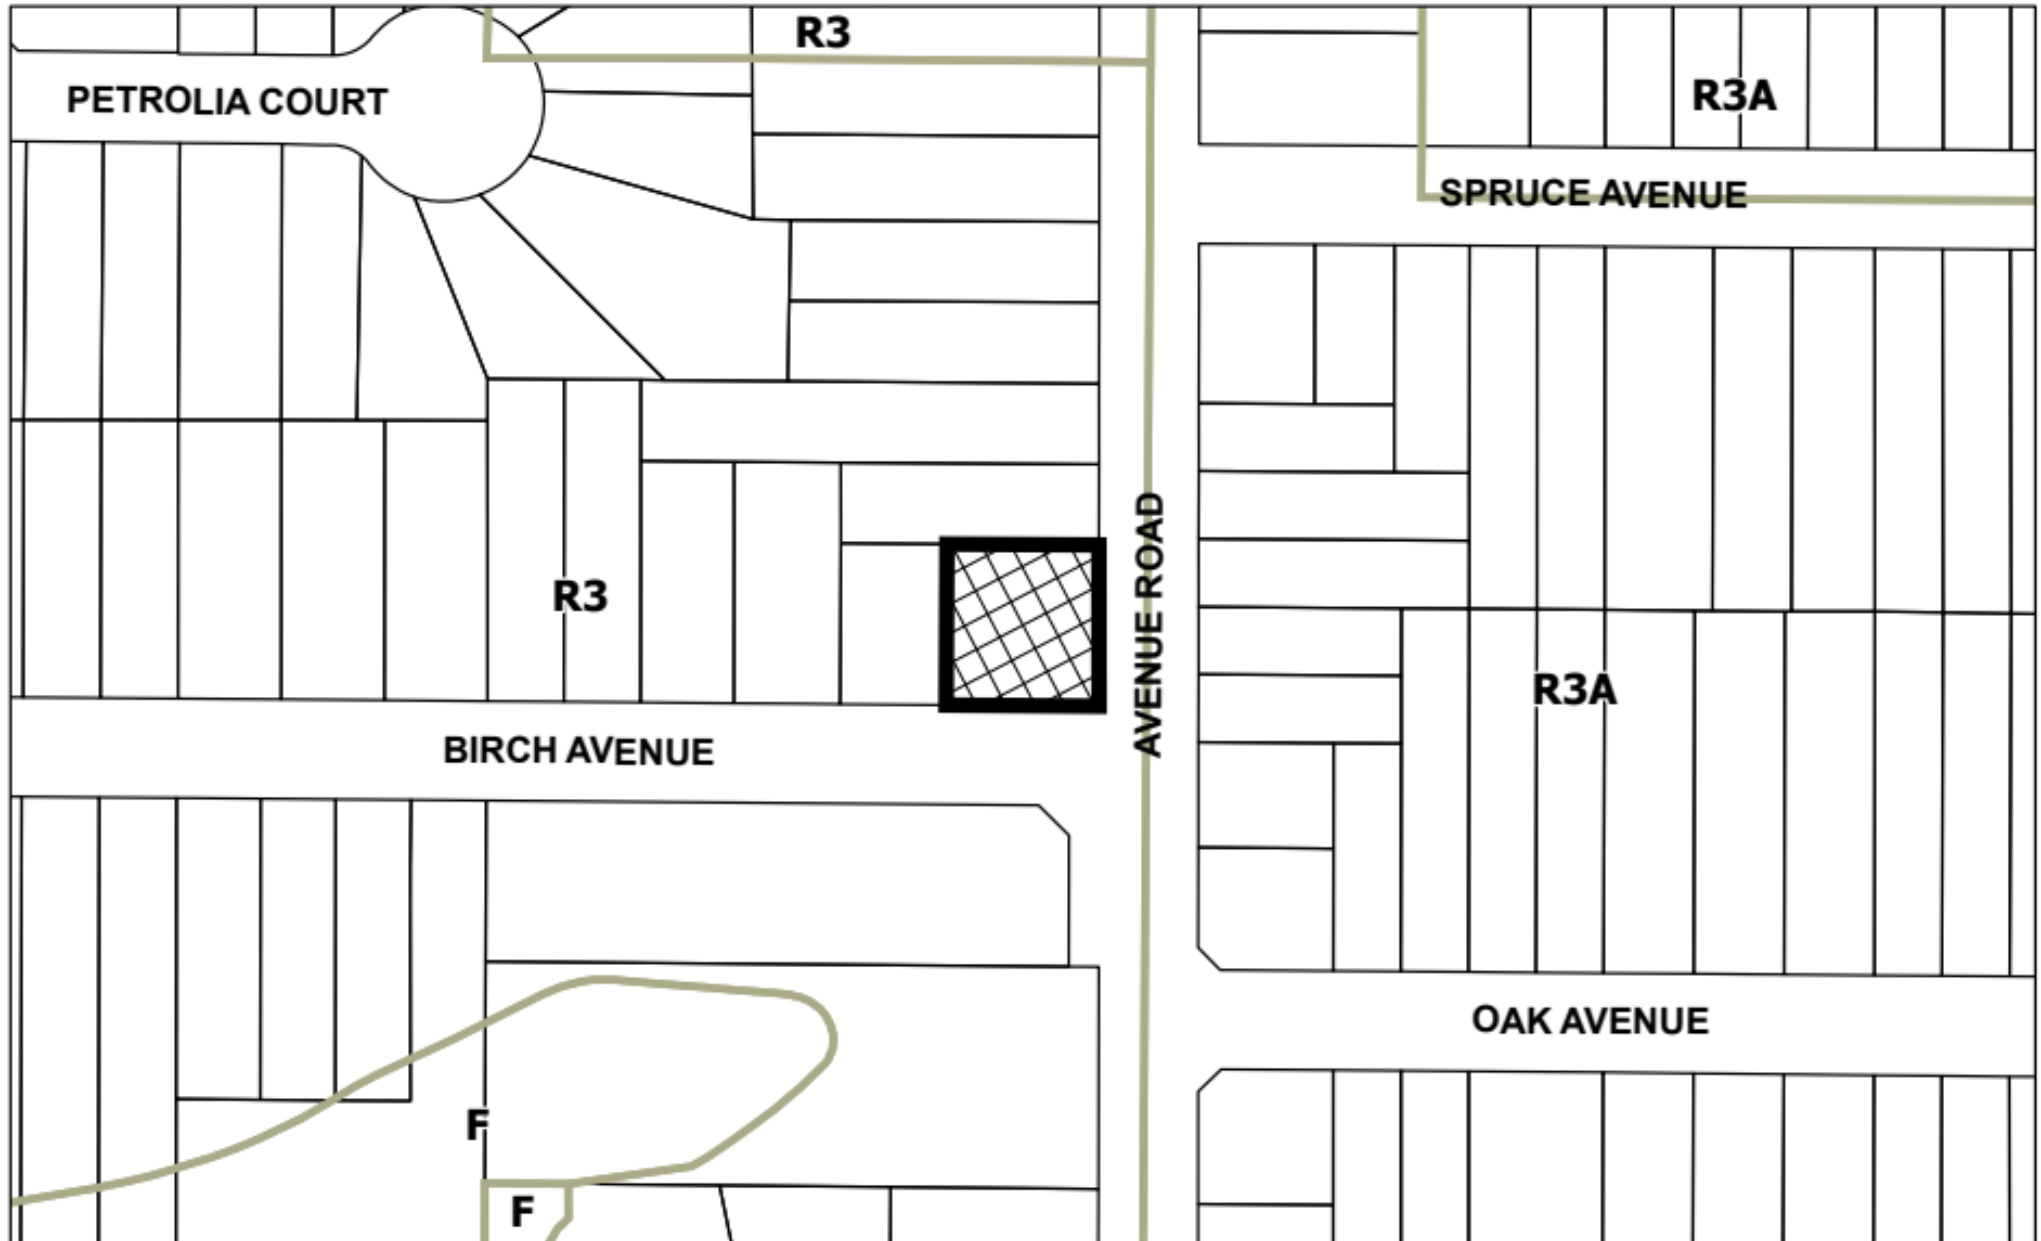 R3
PETROLIA COURT
R3A
SPRUCE AVENUE
R3
AVENUE ROAD
R3A
BIRCH AVENUE
OAK AVENUE
F
F